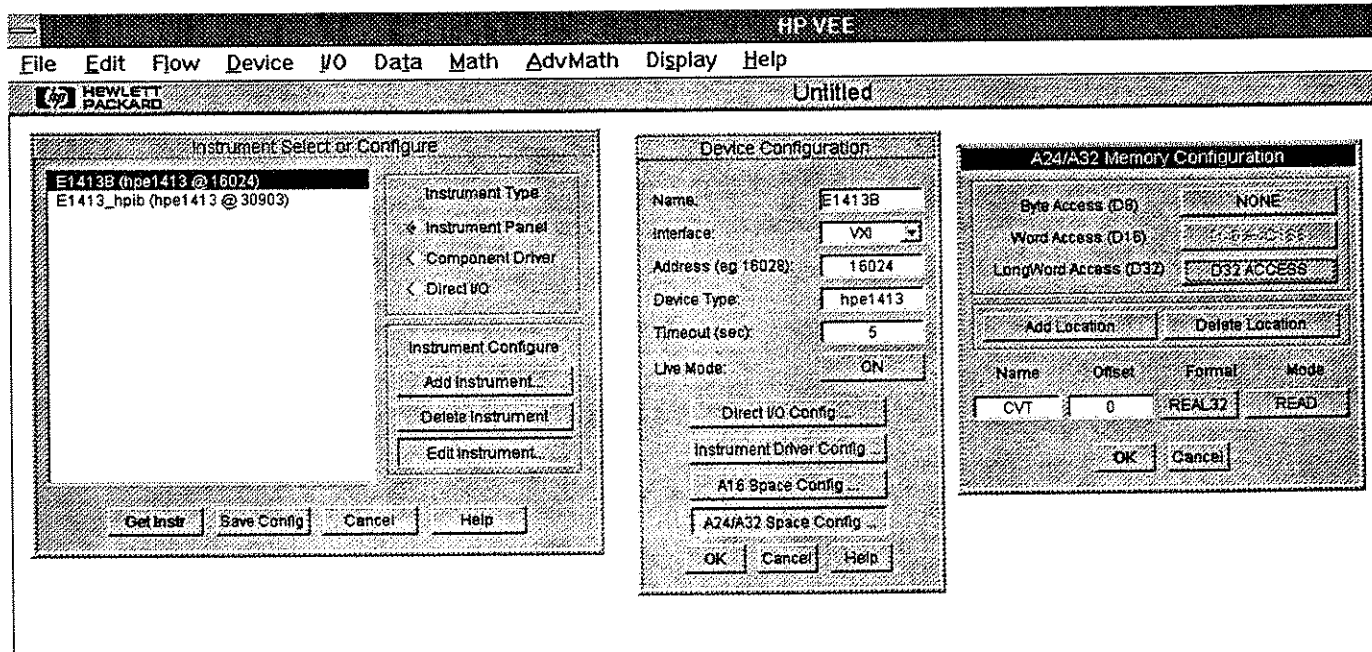 HP VEE
File Edit Flow Device I/O Data Math AdvMath Display Help
hp HEWLETT PACKARD
Untitled
Instrument Select or Configure
E1413B (hpe1413 @ 16024)
E1413_hpib (hpe1413 @ 30903)
Instrument Type
Instrument Panel
Component Driver
Direct I/O
Instrument Configure
Add Instrument...
Delete Instrument
Edit Instrument...
Get Instr Save Config Cancel Help
Device Configuration
Name: E1413B
Interface: VXI
Address (eg 16028): 16024
Device Type: hpe1413
Timeout (sec): 5
Live Mode: ON
Direct I/O Config ...
Instrument Driver Config ...
A16 Space Config ...
A24/A32 Space Config ...
OK Cancel Help
A24/A32 Memory Configuration
Byte Access (D8) NONE
Word Access (D16)
LongWord Access (D32) D32 ACCESS
Add Location Delete Location
Name Offset Format Mode
CVT 0 REAL32 READ
OK Cancel